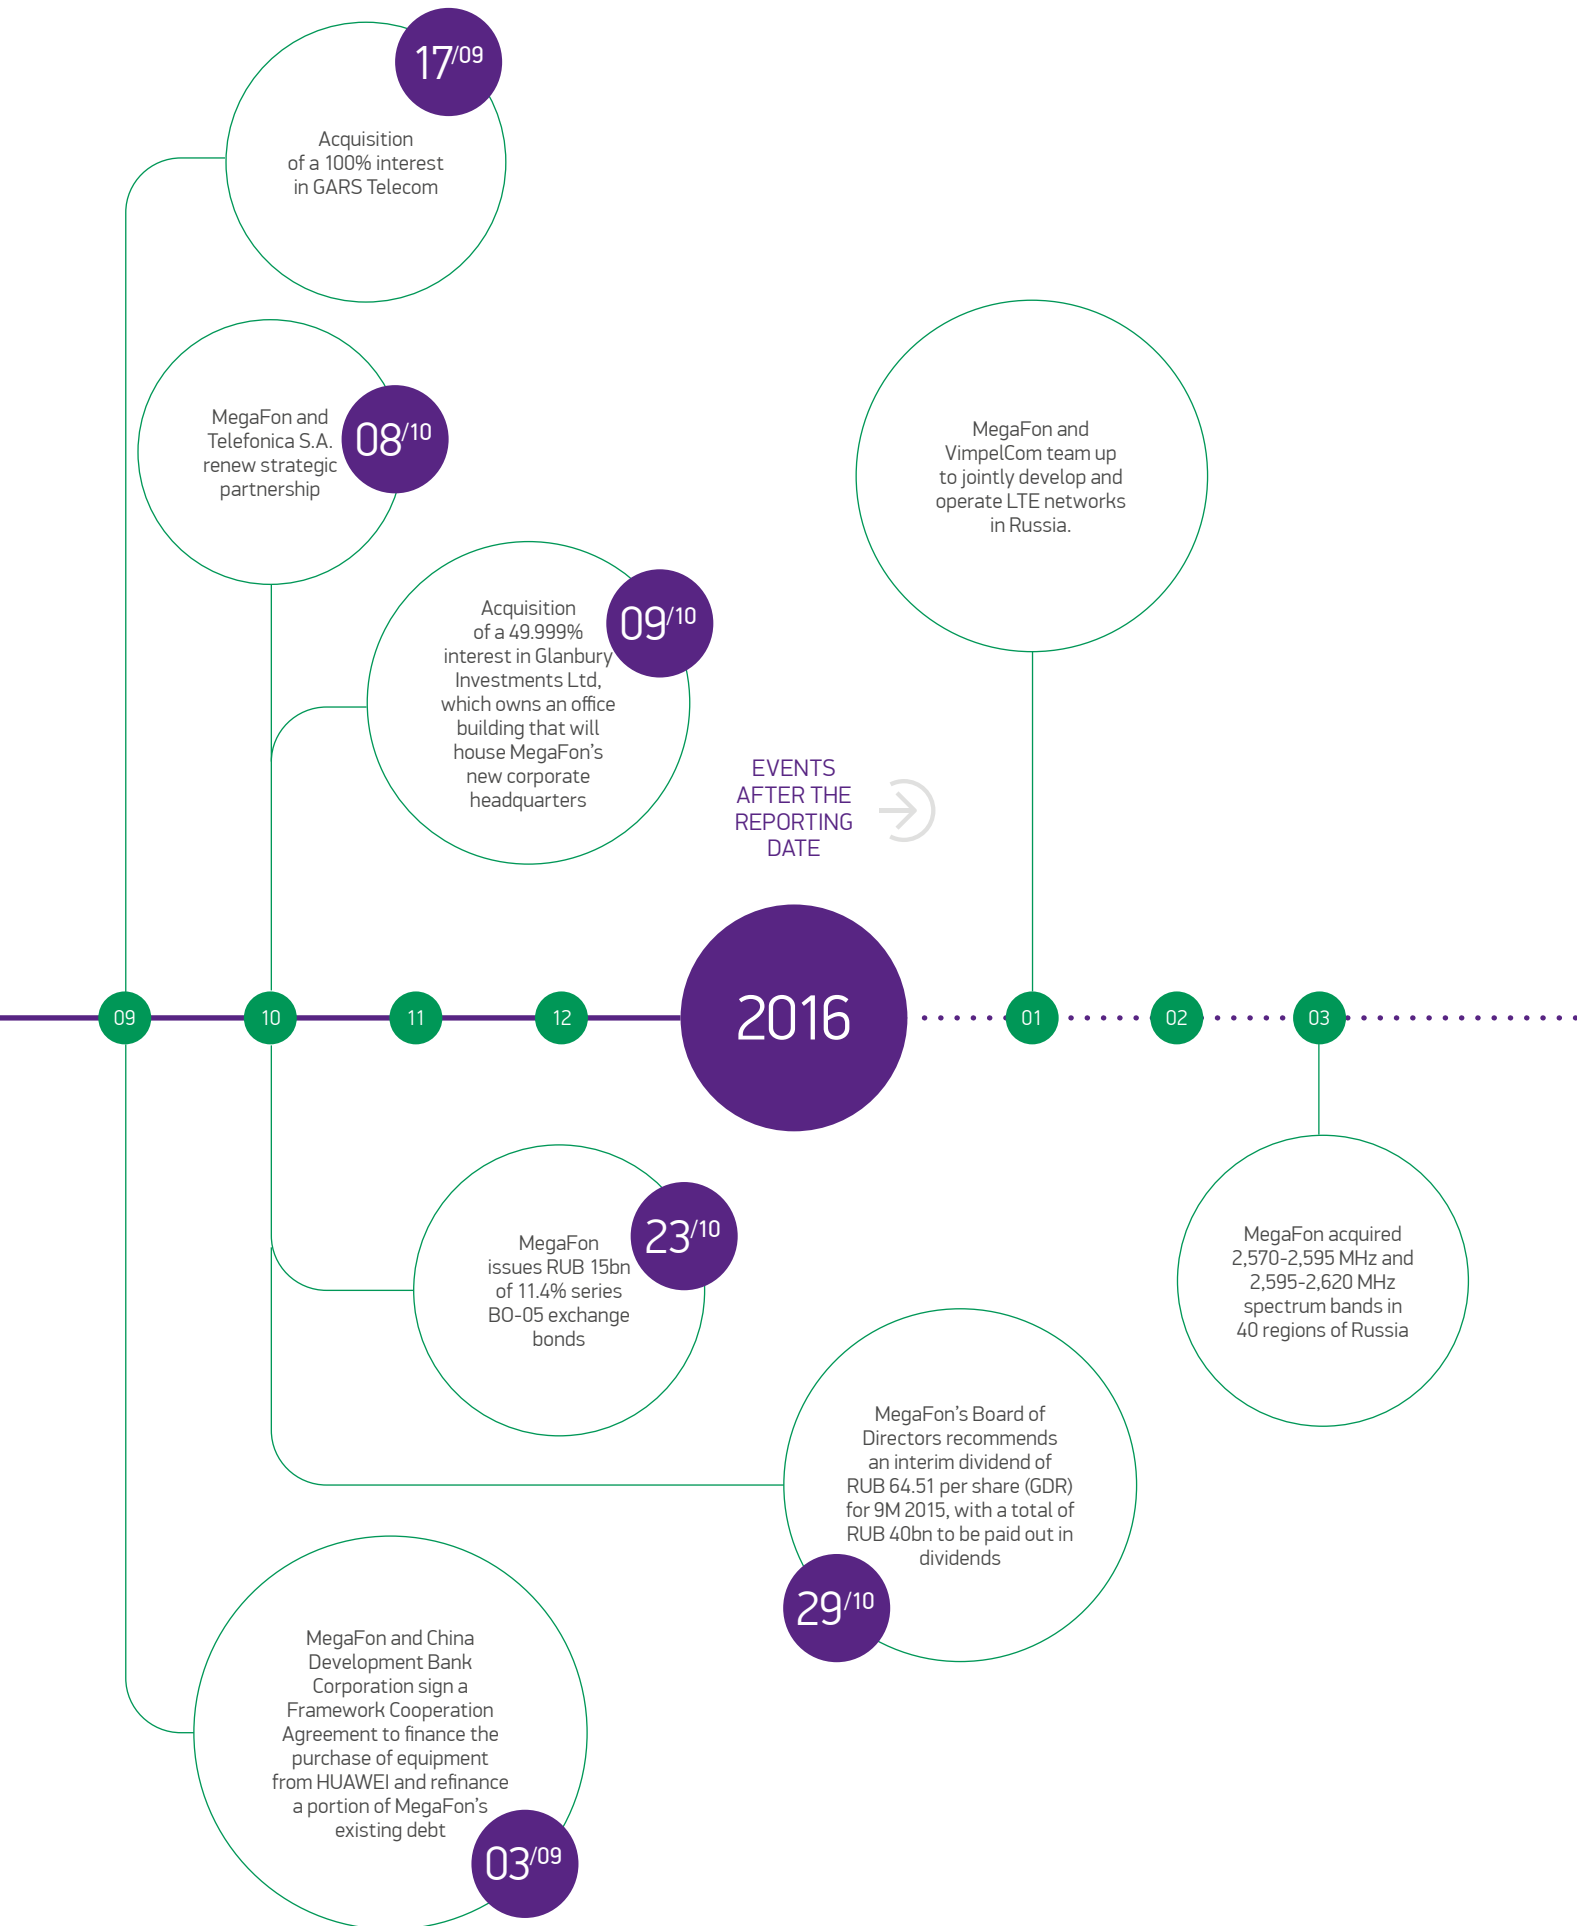 17/09
Acquisition
of a 100% interest
in GARS Telecom
MegaFon and
Telefonica S.A.
renew strategic
partnership
08/10
MegaFon and
VimpelCom team up
to jointly develop and
operate LTE networks
in Russia.
Acquisition
of a 49.999%
interest in Glanbury
Investments Ltd,
which owns an office
building that will
house MegaFon’s
new corporate
headquarters
09/10
EVENTS
AFTER THE
REPORTING
DATE
09
10
11
12
2016
01
02
03
MegaFon
issues RUB 15bn
of 11.4% series
BO-05 exchange
bonds
23/10
MegaFon acquired
2,570-2,595 MHz and
2,595-2,620 MHz
spectrum bands in
40 regions of Russia
MegaFon’s Board of
Directors recommends
an interim dividend of
RUB 64.51 per share (GDR)
for 9M 2015, with a total of
RUB 40bn to be paid out in
dividends
29/10
MegaFon and China
Development Bank
Corporation sign a
Framework Cooperation
Agreement to finance the
purchase of equipment
from HUAWEI and refinance
a portion of MegaFon’s
existing debt
03/09